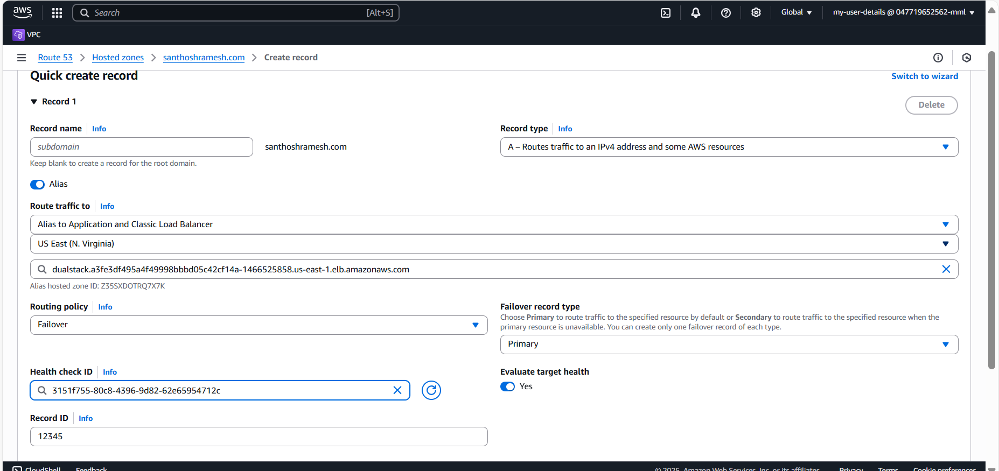 aws
Search [Alt+S] Global my-user-details @ 047719652562-mml
VPC
Route 53 Hosted zones santhoshramesh.com Create record
Quick create record Switch to wizard
Record 1
Delete
Record name Info
subdomain santhoshramesh.com
Keep blank to create a record for the root domain.
Record type Info
A – Routes traffic to an IPv4 address and some AWS resources
Alias
Route traffic to Info
Alias to Application and Classic Load Balancer
US East (N. Virginia)
dualstack.a3fe3df495a4f49998bbbd05c42cf14a-1466525858.us-east-1.elb.amazonaws.com
Alias hosted zone ID: Z35SXDOTRQ7X7K
Routing policy Info
Failover
Failover record type
Choose Primary to route traffic to the specified resource by default or Secondary to route traffic to the specified resource when the
primary resource is unavailable. You can create only one failover record of each type.
Primary
Health check ID Info
3151f755-80c8-4396-9d82-62e65954712c
Evaluate target health
Yes
Record ID Info
12345
CloudShell Feedback © 2025, Amazon Web Services, Inc. or its affiliates. Privacy Terms Cookie preferences